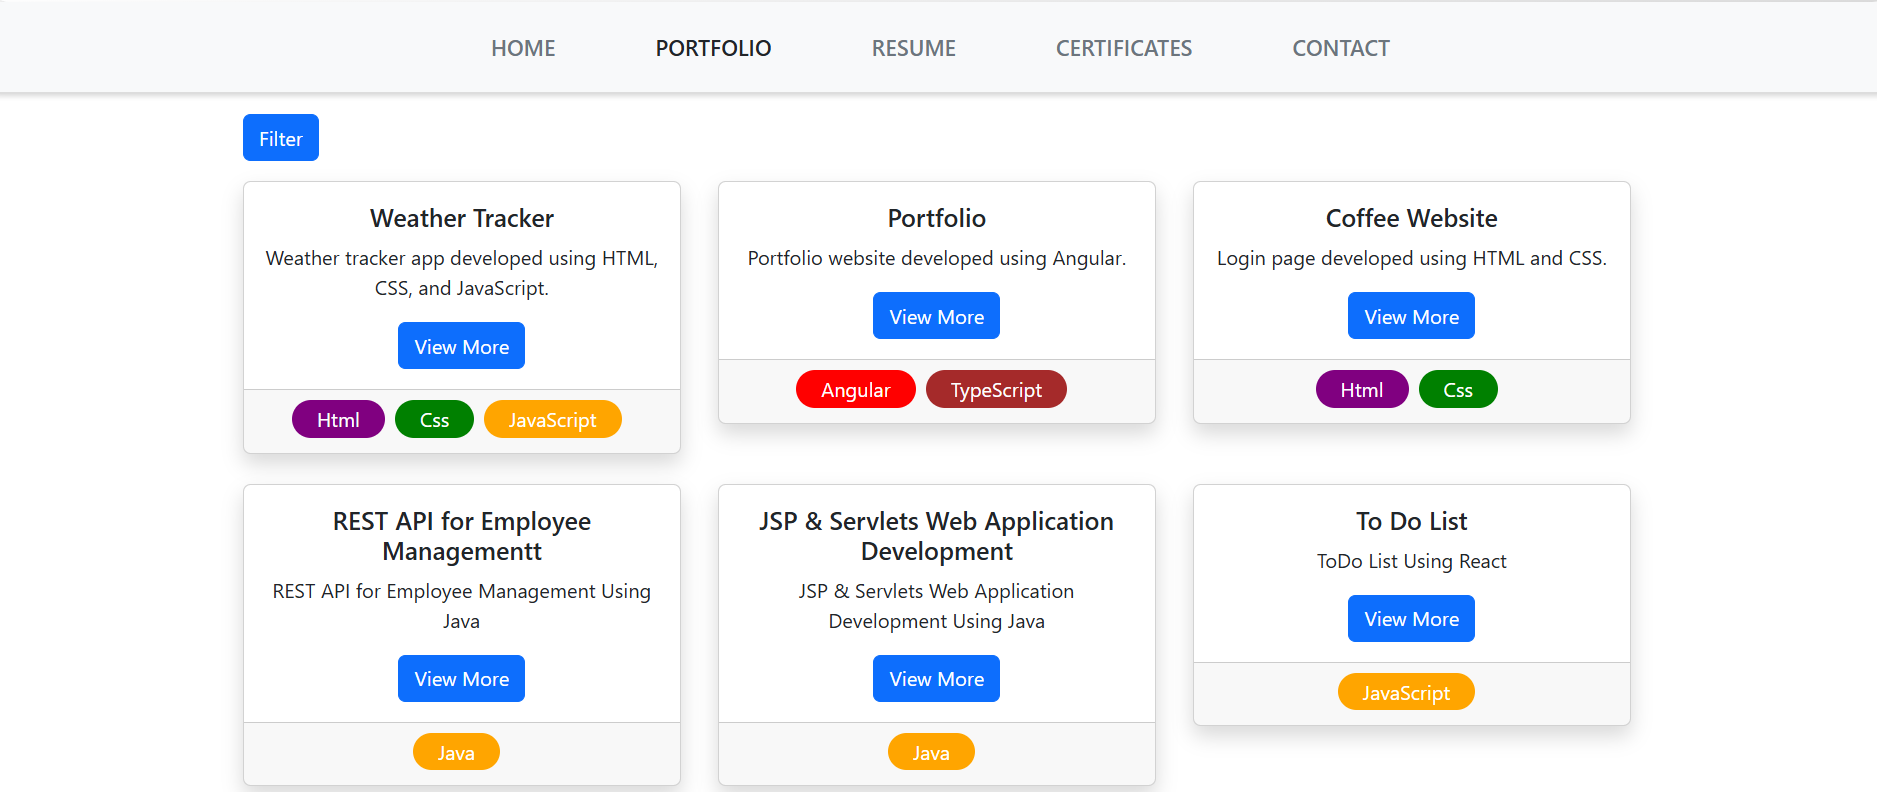 HOME PORTFOLIO RESUME CERTIFICATES CONTACT
Filter
Weather Tracker
Weather tracker app developed using HTML,
CSS, and JavaScript.
View More
Html Css JavaScript
Portfolio
Portfolio website developed using Angular.
View More
Angular TypeScript
Coffee Website
Login page developed using HTML and CSS.
View More
Html Css
REST API for Employee
Managementt
REST API for Employee Management Using
Java
View More
Java
JSP & Servlets Web Application
Development
JSP & Servlets Web Application
Development Using Java
View More
Java
To Do List
ToDo List Using React
View More
JavaScript